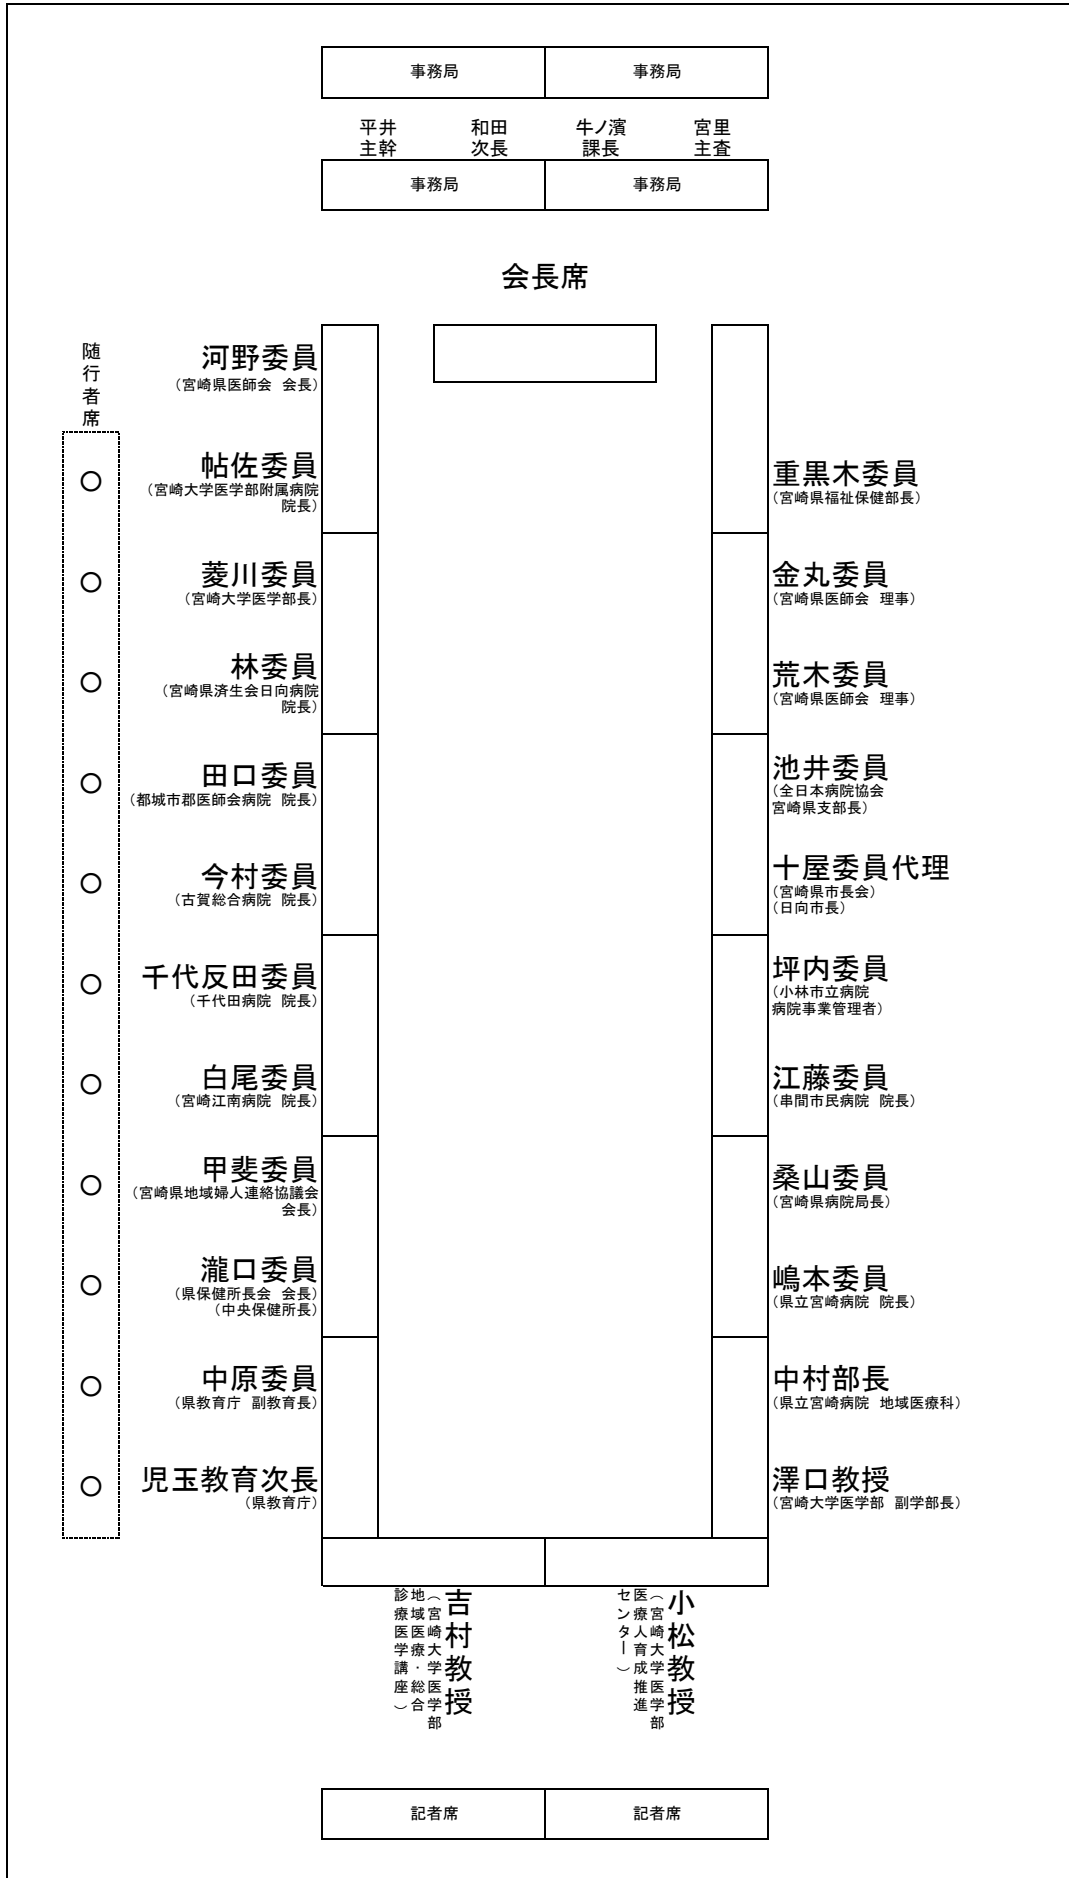 事務局 事務局
平井 和田 牛ノ濱 宮里
主幹 次長 課長 主査
事務局 事務局
会長席
随行者席
河野委員
（宮崎県医師会 会長）
帖佐委員
（宮崎大学医学部附属病院
院長）
菱川委員
（宮崎大学医学部長）
林委員
（宮崎県済生会日向病院
院長）
田口委員
（都城市郡医師会病院 院長）
今村委員
（古賀総合病院 院長）
千代反田委員
（千代田病院 院長）
白尾委員
（宮崎江南病院 院長）
甲斐委員
（宮崎県地域婦人連絡協議会
会長）
瀧口委員
（県保健所長会 会長）
（中央保健所長）
中原委員
（県教育庁 副教育長）
児玉教育次長
（県教育庁）
重黒木委員
（宮崎県福祉保健部長）
金丸委員
（宮崎県医師会 理事）
荒木委員
（宮崎県医師会 理事）
池井委員
（全日本病院協会
宮崎県支部長）
十屋委員代理
（宮崎県市長会）
（日向市長）
坪内委員
（小林市立病院
病院事業管理者）
江藤委員
（串間市民病院 院長）
桑山委員
（宮崎県病院局長）
嶋本委員
（県立宮崎病院 院長）
中村部長
（県立宮崎病院 地域医療科）
澤口教授
（宮崎大学医学部 副学部長）
吉村教授
（宮崎大学医学部
地域医療・総合
診療医学講座）
小松教授
（宮崎大学医学部
医療人育成推進
センター）
記者席 記者席